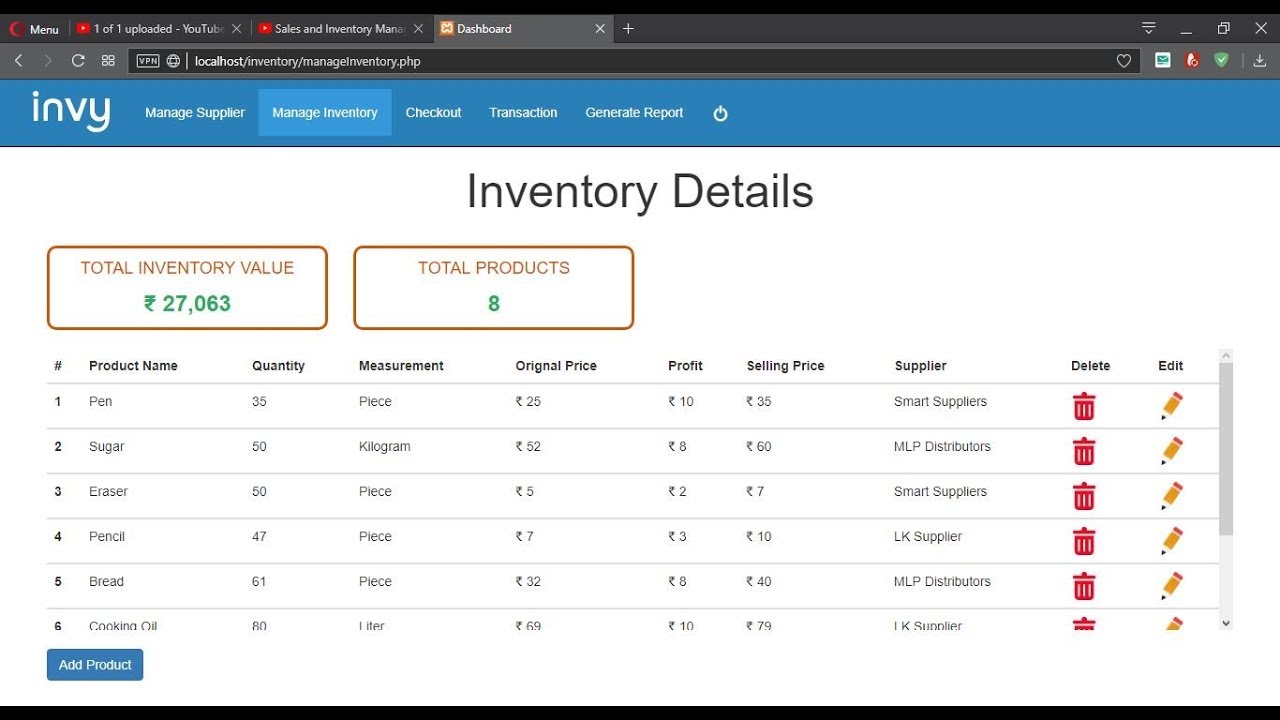 Menu 1 of 1 uploaded - YouTube Sales and Inventory Mana Dashboard
VPN localhost/inventory/manageInventory.php
invy Manage Supplier Manage Inventory Checkout Transaction Generate Report
Inventory Details
TOTAL INVENTORY VALUE TOTAL PRODUCTS
₹ 27,063 8
# Product Name Quantity Measurement Orignal Price Profit Selling Price Supplier Delete Edit
1 Pen 35 Piece ₹ 25 ₹ 10 ₹ 35 Smart Suppliers
2 Sugar 50 Kilogram ₹ 52 ₹ 8 ₹ 60 MLP Distributors
3 Eraser 50 Piece ₹ 5 ₹ 2 ₹ 7 Smart Suppliers
4 Pencil 47 Piece ₹ 7 ₹ 3 ₹ 10 LK Supplier
5 Bread 61 Piece ₹ 32 ₹ 8 ₹ 40 MLP Distributors
6 Cooking Oil 80 Liter ₹ 69 ₹ 10 ₹ 79 LK Supplier
Add Product